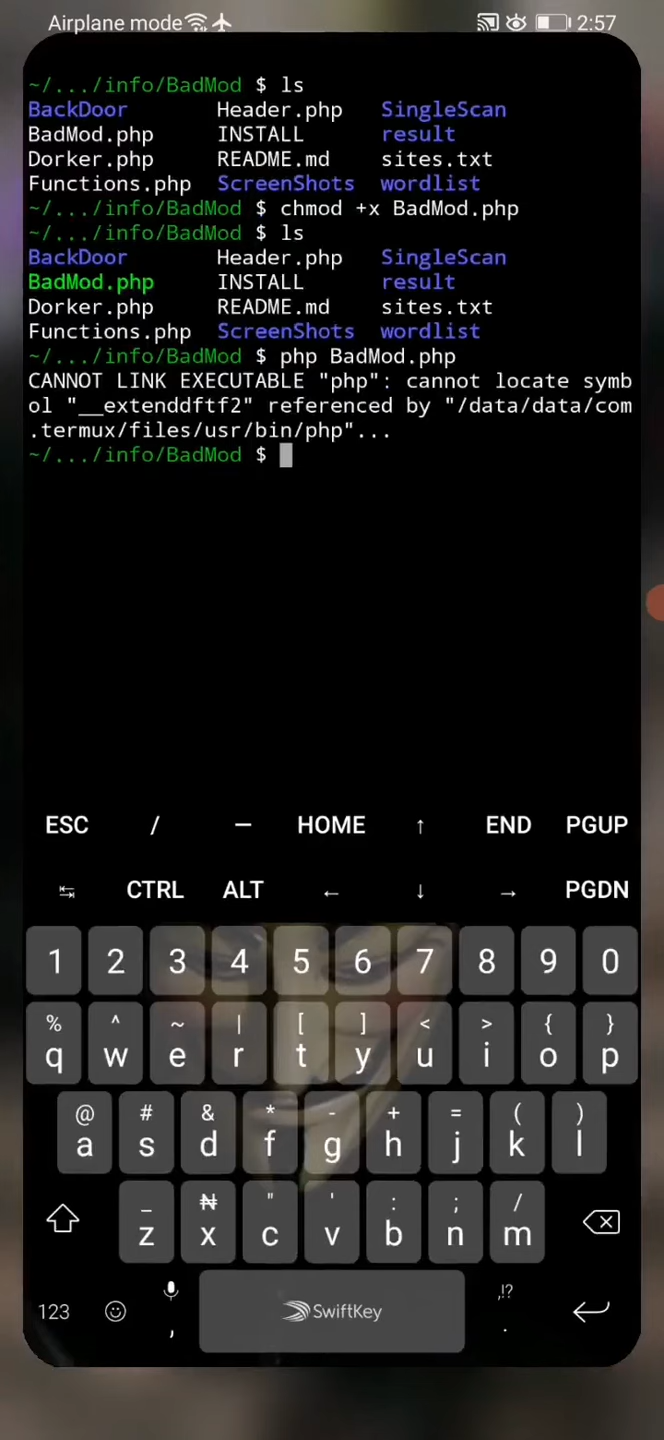 Airplane mode 2:57
~/.../info/BadMod $ ls
BackDoor Header.php SingleScan
BadMod.php INSTALL result
Dorker.php README.md sites.txt
Functions.php ScreenShots wordlist
~/.../info/BadMod $ chmod +x BadMod.php
~/.../info/BadMod $ ls
BackDoor Header.php SingleScan
BadMod.php INSTALL result
Dorker.php README.md sites.txt
Functions.php ScreenShots wordlist
~/.../info/BadMod $ php BadMod.php
CANNOT LINK EXECUTABLE "php": cannot locate symb
ol "__extenddftf2" referenced by "/data/data/com
.termux/files/usr/bin/php"...
~/.../info/BadMod $
ESC / — HOME ↑ END PGUP
↹ CTRL ALT ← ↓ → PGDN
1 2 3 4 5 6 7 8 9 0
% ^ ~ | [ ] < > { }
q w e r t y u i o p
@ # & * - + = ( )
a s d f g h j k l
_ ₦ " ' : ; /
z x c v b n m
,!?
123 , SwiftKey .